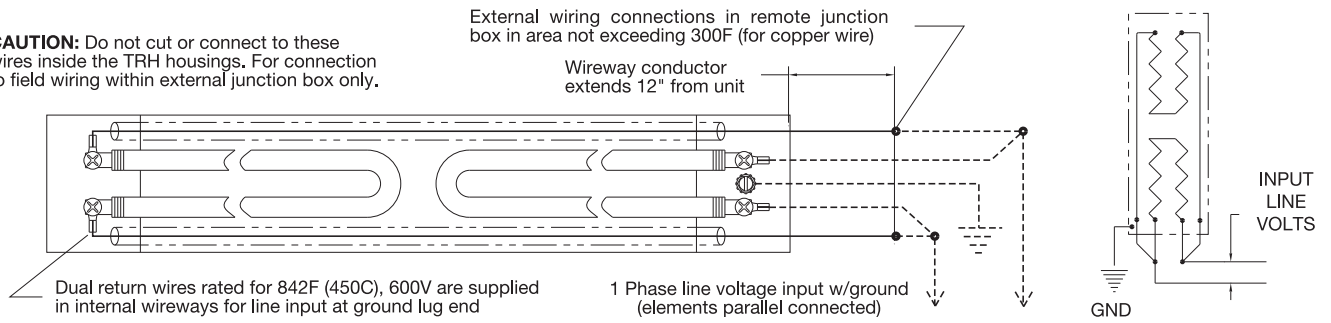 External wiring connections in remote junction
box in area not exceeding 300F (for copper wire)
CAUTION: Do not cut or connect to these
wires inside the TRH housings. For connection
to field wiring within external junction box only.
Wireway conductor
extends 12" from unit
INPUT
LINE
VOLTS
Dual return wires rated for 842F (450C), 600V are supplied
in internal wireways for line input at ground lug end
1 Phase line voltage input w/ground
(elements parallel connected)
GND